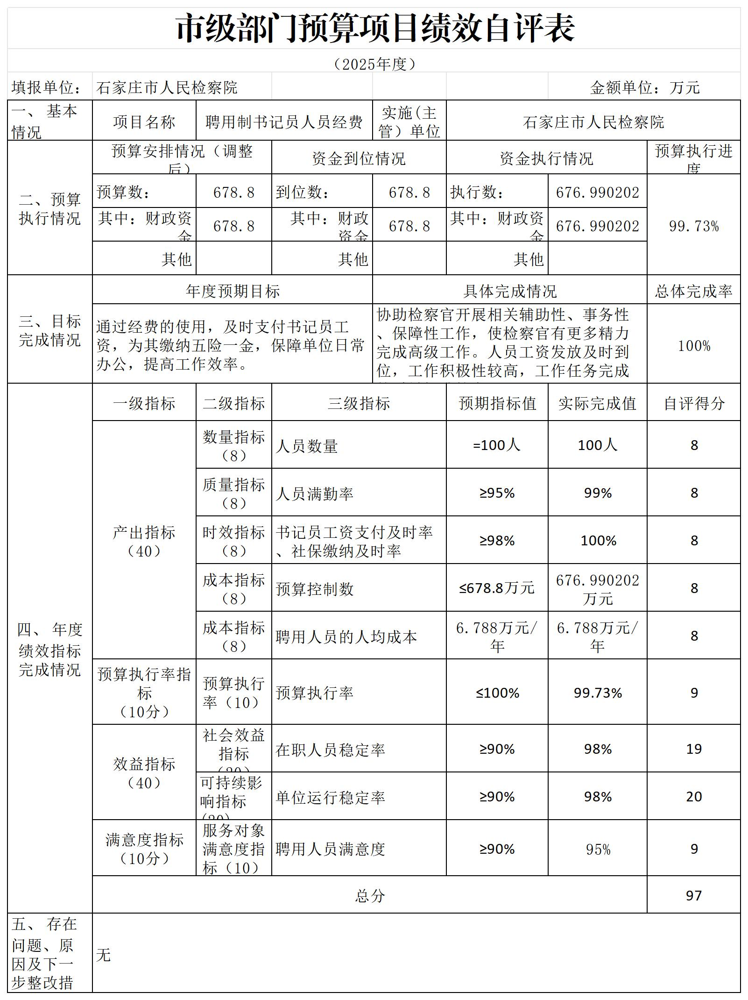 市级部门预算项目绩效自评表
（2025年度）
填报单位： 石家庄市人民检察院 金额单位：万元
一、 基本
情况
项目名称
聘用制书记员人员经费
实施(主
管）单位
石家庄市人民检察院
二、预算
执行情况
预算安排情况（调整
后）
资金到位情况
资金执行情况
预算执行进
度
预算数： 678.8 到位数： 678.8 执行数： 676.990202
99.73%
其中：财政资
金
678.8
其中：财政
资金
678.8
其中：财政资
金
676.990202
其他 其他 其他
三、目标
完成情况
年度预期目标 具体完成情况 总体完成率
通过经费的使用，及时支付书记员工
资，为其缴纳五险一金，保障单位日常
办公，提高工作效率。
协助检察官开展相关辅助性、事务性
、保障性工作，使检察官有更多精力
完成高级工作。人员工资发放及时到
位，工作积极性较高，工作任务完成
100%
四、 年度
绩效指标
完成情况
一级指标 二级指标 三级指标 预期指标值 实际完成值 自评得分
产出指标
（40）
数量指标
（8）
人员数量 =100人 100人 8
质量指标
（8）
人员满勤率 ≥95% 99% 8
时效指标
（8）
书记员工资支付及时率
、社保缴纳及时率
≥98% 100% 8
成本指标
（8）
预算控制数 ≤678.8万元
676.990202
万元
8
成本指标
（8）
聘用人员的人均成本
6.788万元/
年
6.788万元/
年
8
预算执行率指
标
（10分）
预算执行
率（10）
预算执行率 ≤100% 99.73% 9
效益指标
（40）
社会效益
指标
（20）
在职人员稳定率 ≥90% 98% 19
可持续影
响指标
(20)
单位运行稳定率 ≥90% 98% 20
满意度指标
（10分）
服务对象
满意度指
标（10）
聘用人员满意度 ≥90% 95% 9
总分 97
五、 存在
问题、原
因及下一
步整改措
无